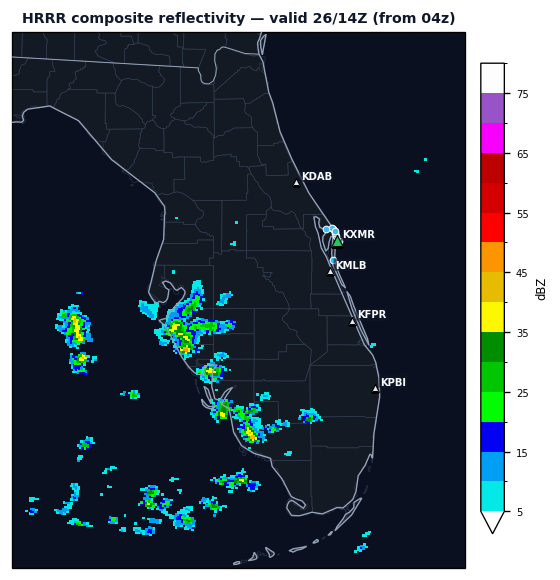 HRRR composite reflectivity — valid 26/14Z (from 04z)
KDAB
KXMR
KMLB
KFPR
KPBI
75
65
55
45
35
25
15
5
dBZ